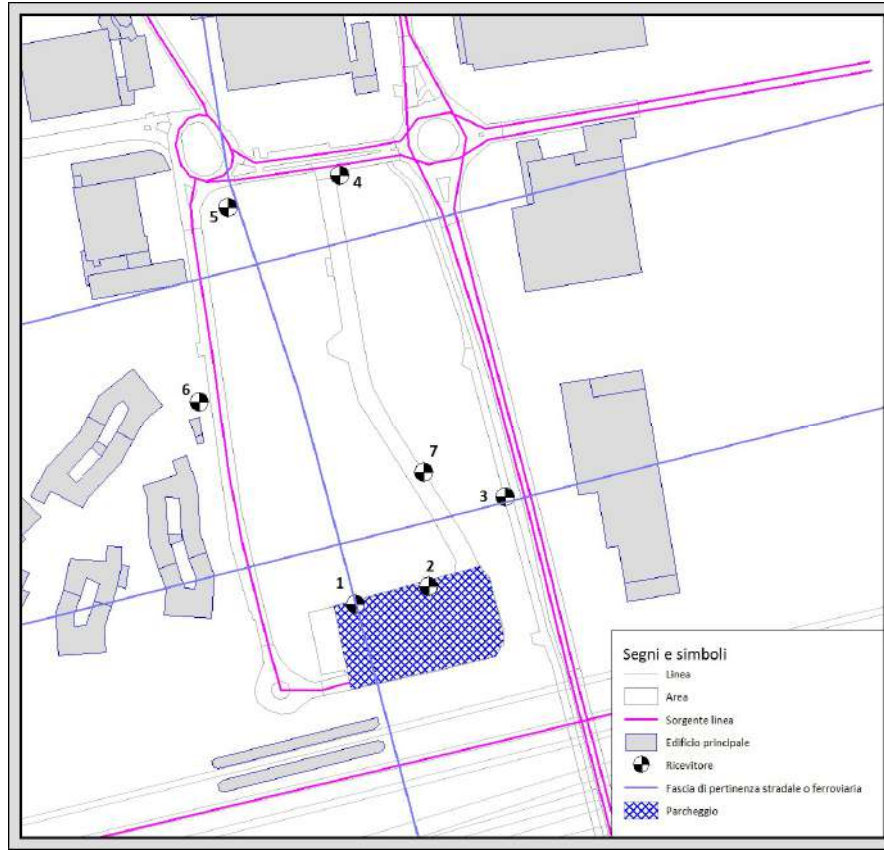 4
5
6
7
3
2
1
Segni e simboli
Linea
Area
Sorgente linea
Edificio principale
Ricevitore
Fascia di pertinenza stradale o ferroviaria
Parcheggio